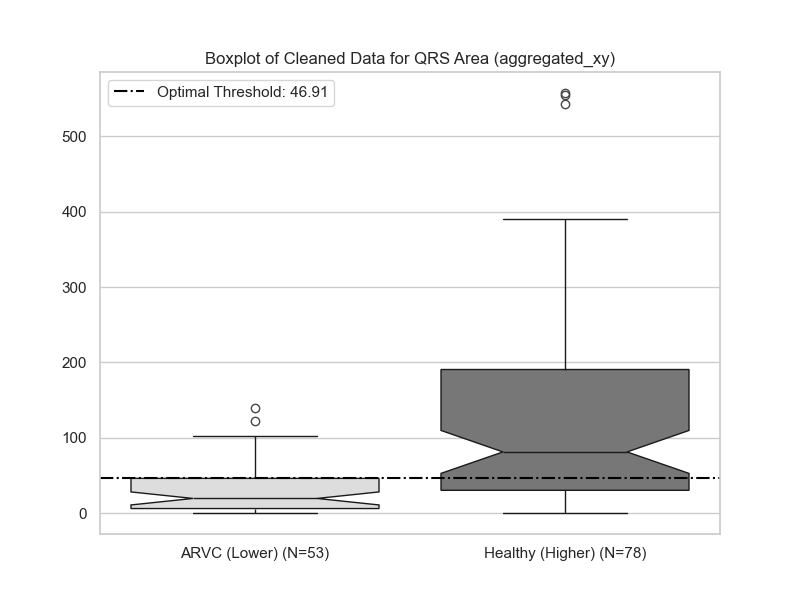 Boxplot of Cleaned Data for QRS Area (aggregated_xy)
Optimal Threshold: 46.91
500
400
300
200
100
0
ARVC (Lower) (N=53)
Healthy (Higher) (N=78)